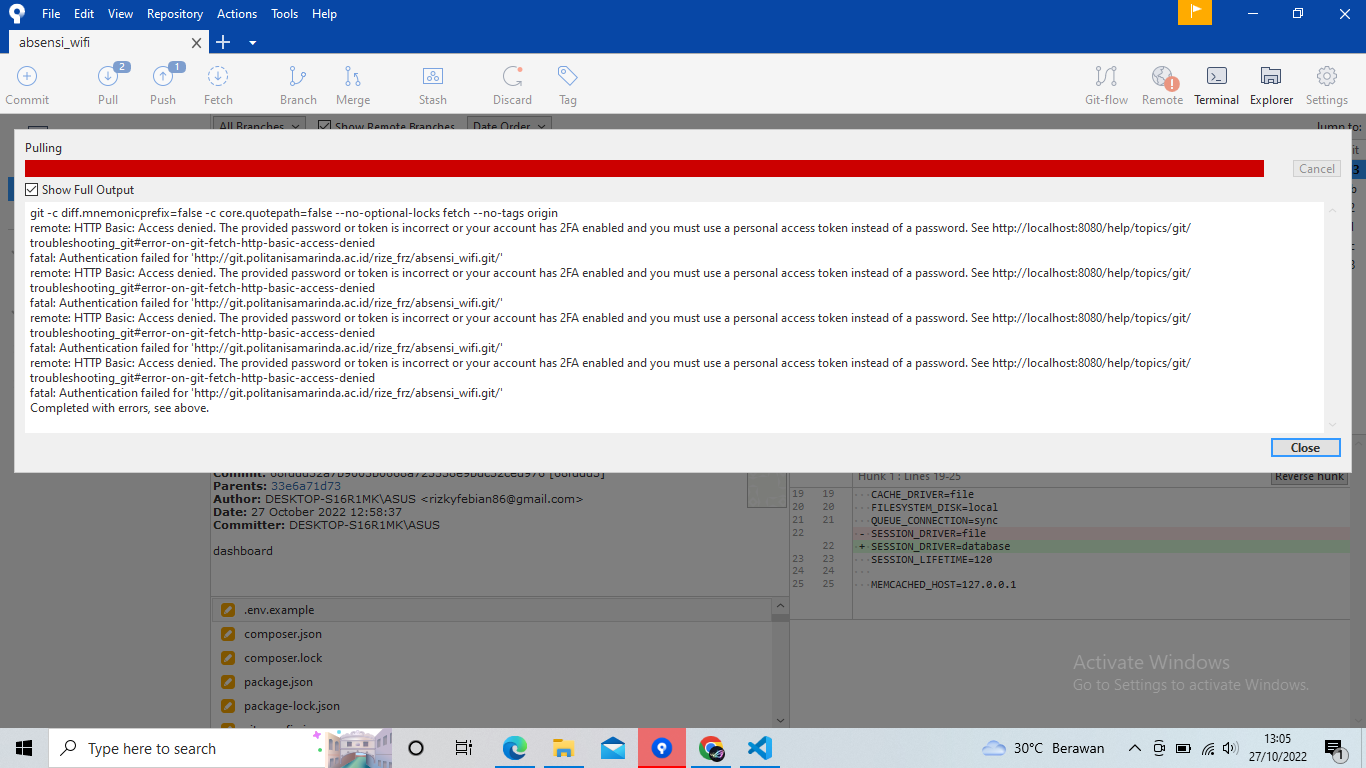 File Edit View Repository Actions Tools Help
absensi_wifi
2 1
Commit Pull Push Fetch Branch Merge Stash Discard Tag Git-flow Remote Terminal Explorer Settings
All Branches Show Remote Branches Date Order Jump to:
Pulling
Cancel
Show Full Output
git -c diff.mnemonicprefix=false -c core.quotepath=false --no-optional-locks fetch --no-tags origin
remote: HTTP Basic: Access denied. The provided password or token is incorrect or your account has 2FA enabled and you must use a personal access token instead of a password. See http://localhost:8080/help/topics/git/
troubleshooting_git#error-on-git-fetch-http-basic-access-denied
fatal: Authentication failed for 'http://git.politanisamarinda.ac.id/rize_frz/absensi_wifi.git/'
remote: HTTP Basic: Access denied. The provided password or token is incorrect or your account has 2FA enabled and you must use a personal access token instead of a password. See http://localhost:8080/help/topics/git/
troubleshooting_git#error-on-git-fetch-http-basic-access-denied
fatal: Authentication failed for 'http://git.politanisamarinda.ac.id/rize_frz/absensi_wifi.git/'
remote: HTTP Basic: Access denied. The provided password or token is incorrect or your account has 2FA enabled and you must use a personal access token instead of a password. See http://localhost:8080/help/topics/git/
troubleshooting_git#error-on-git-fetch-http-basic-access-denied
fatal: Authentication failed for 'http://git.politanisamarinda.ac.id/rize_frz/absensi_wifi.git/'
remote: HTTP Basic: Access denied. The provided password or token is incorrect or your account has 2FA enabled and you must use a personal access token instead of a password. See http://localhost:8080/help/topics/git/
troubleshooting_git#error-on-git-fetch-http-basic-access-denied
fatal: Authentication failed for 'http://git.politanisamarinda.ac.id/rize_frz/absensi_wifi.git/'
Completed with errors, see above.
Close
Commit:
Parents: 33e6a71d73
Author: DESKTOP-S16R1MK\ASUS <rizkyfebian86@gmail.com>
Date: 27 October 2022 12:58:37
Committer: DESKTOP-S16R1MK\ASUS
dashboard
.env.example
composer.json
composer.lock
package.json
package-lock.json
Hunk 1 : Lines 19-25 Reverse hunk
19 19 CACHE_DRIVER=file
20 20 FILESYSTEM_DISK=local
21 21 QUEUE_CONNECTION=sync
22 - SESSION_DRIVER=file
22 + SESSION_DRIVER=database
23 23 SESSION_LIFETIME=120
24 24
25 25 MEMCACHED_HOST=127.0.0.1
Activate Windows
Go to Settings to activate Windows.
Type here to search
30°C Berawan
13:05
27/10/2022
1